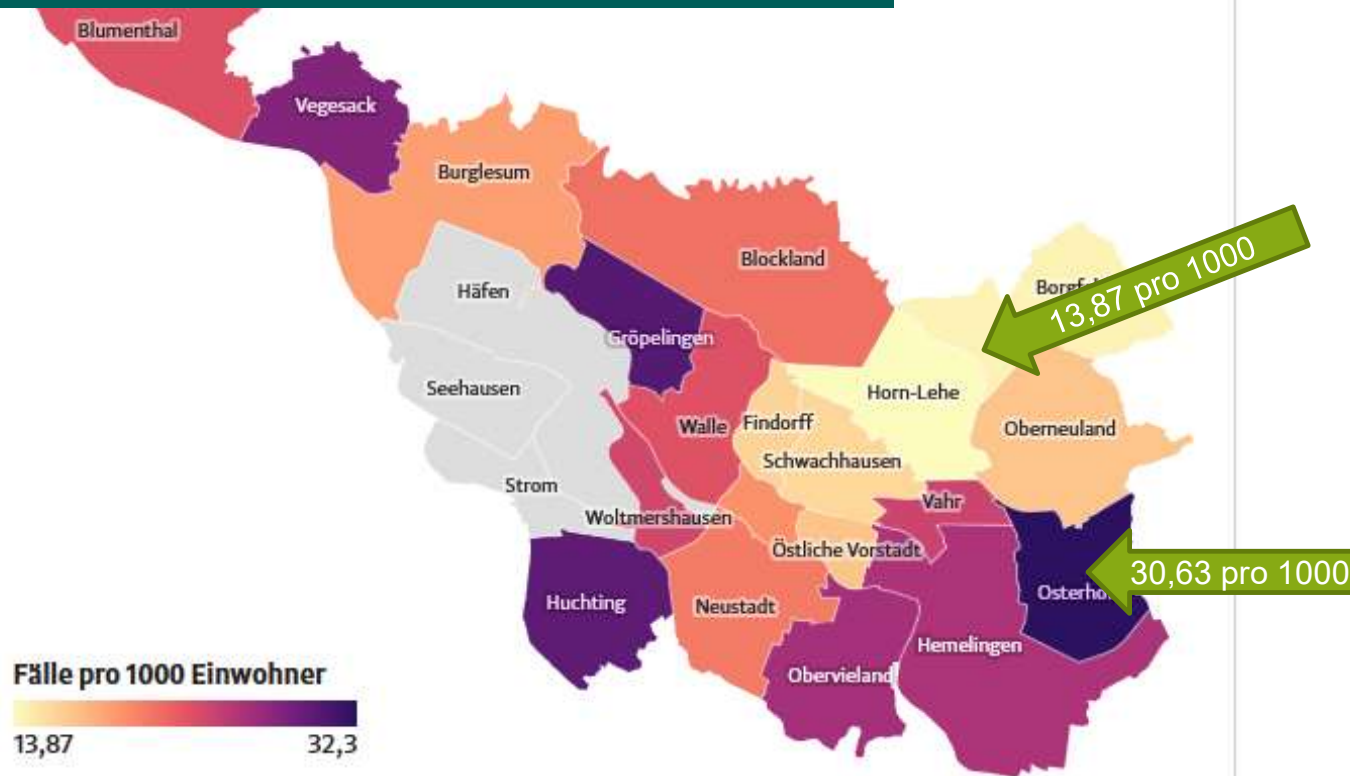 Blumenthal
Vegesack
Burglesum
Blockland
13,87 pro 1000
Häfen
Gröpelingen
Seehausen
Horn-Lehe
Walle
Findorff
Oberneuland
Schwachhausen
Strom
Vahr
Woltmershausen
Östliche Vorstadt
30,63 pro 1000
Huchting
Neustadt
Hemelingen
Obervieland
Fälle pro 1000 Einwohner
13,87 32,3